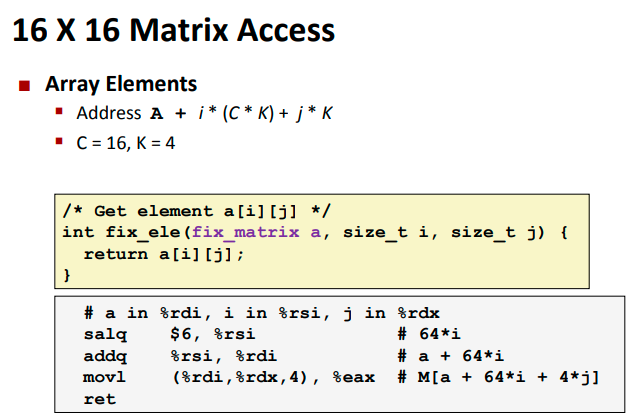 16 X 16 Matrix Access
■ Array Elements
▪ Address A + i * (C * K) + j * K
▪ C = 16, K = 4
/* Get element a[i][j] */
int fix_ele(fix_matrix a, size_t i, size_t j) {
  return a[i][j];
}
# a in %rdi, i in %rsi, j in %rdx
salq    $6, %rsi             # 64*i
addq    %rsi, %rdi           # a + 64*i
movl    (%rdi,%rdx,4), %eax  # M[a + 64*i + 4*j]
ret